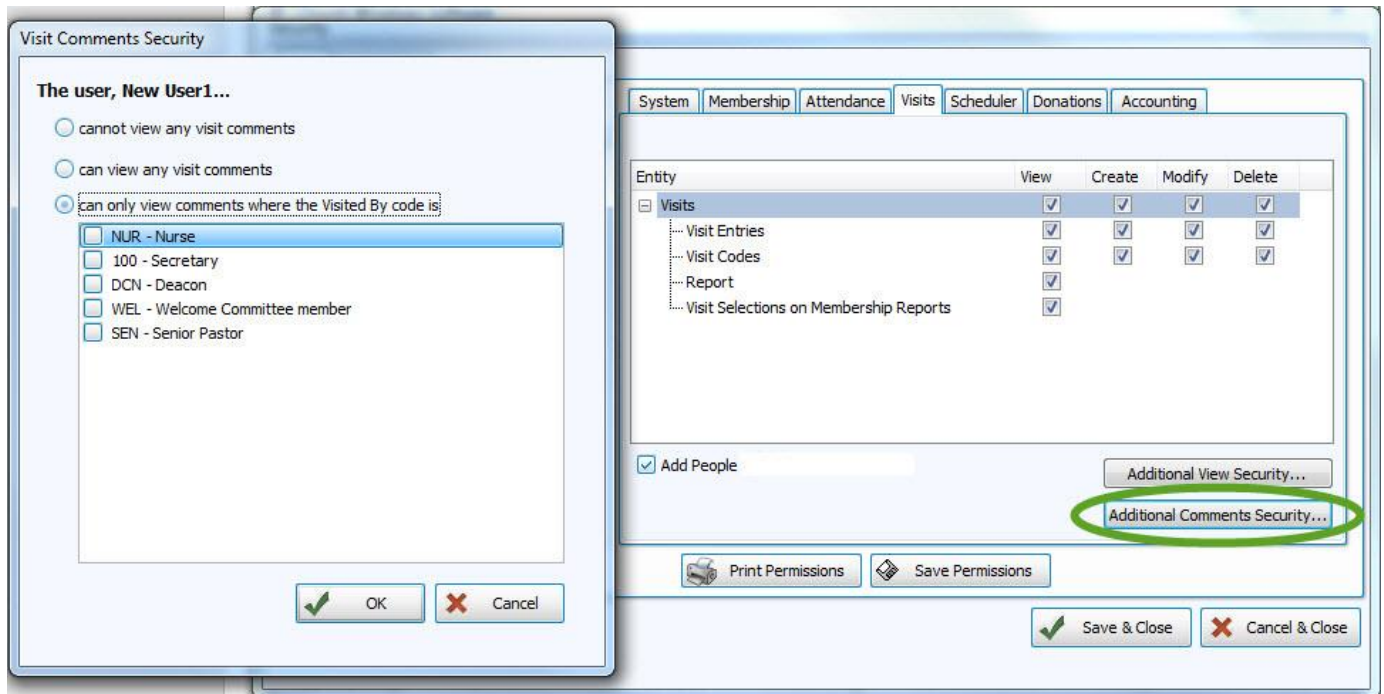 Visit Comments Security
The user, New User1...
cannot view any visit comments
can view any visit comments
can only view comments where the Visited By code is
NUR - Nurse
100 - Secretary
DCN - Deacon
WEL - Welcome Committee member
SEN - Senior Pastor
OK Cancel
System Membership Attendance Visits Scheduler Donations Accounting
Entity View Create Modify Delete
Visits
Visit Entries
Visit Codes
Report
Visit Selections on Membership Reports
Add People
Additional View Security...
Additional Comments Security...
Print Permissions Save Permissions
Save & Close Cancel & Close